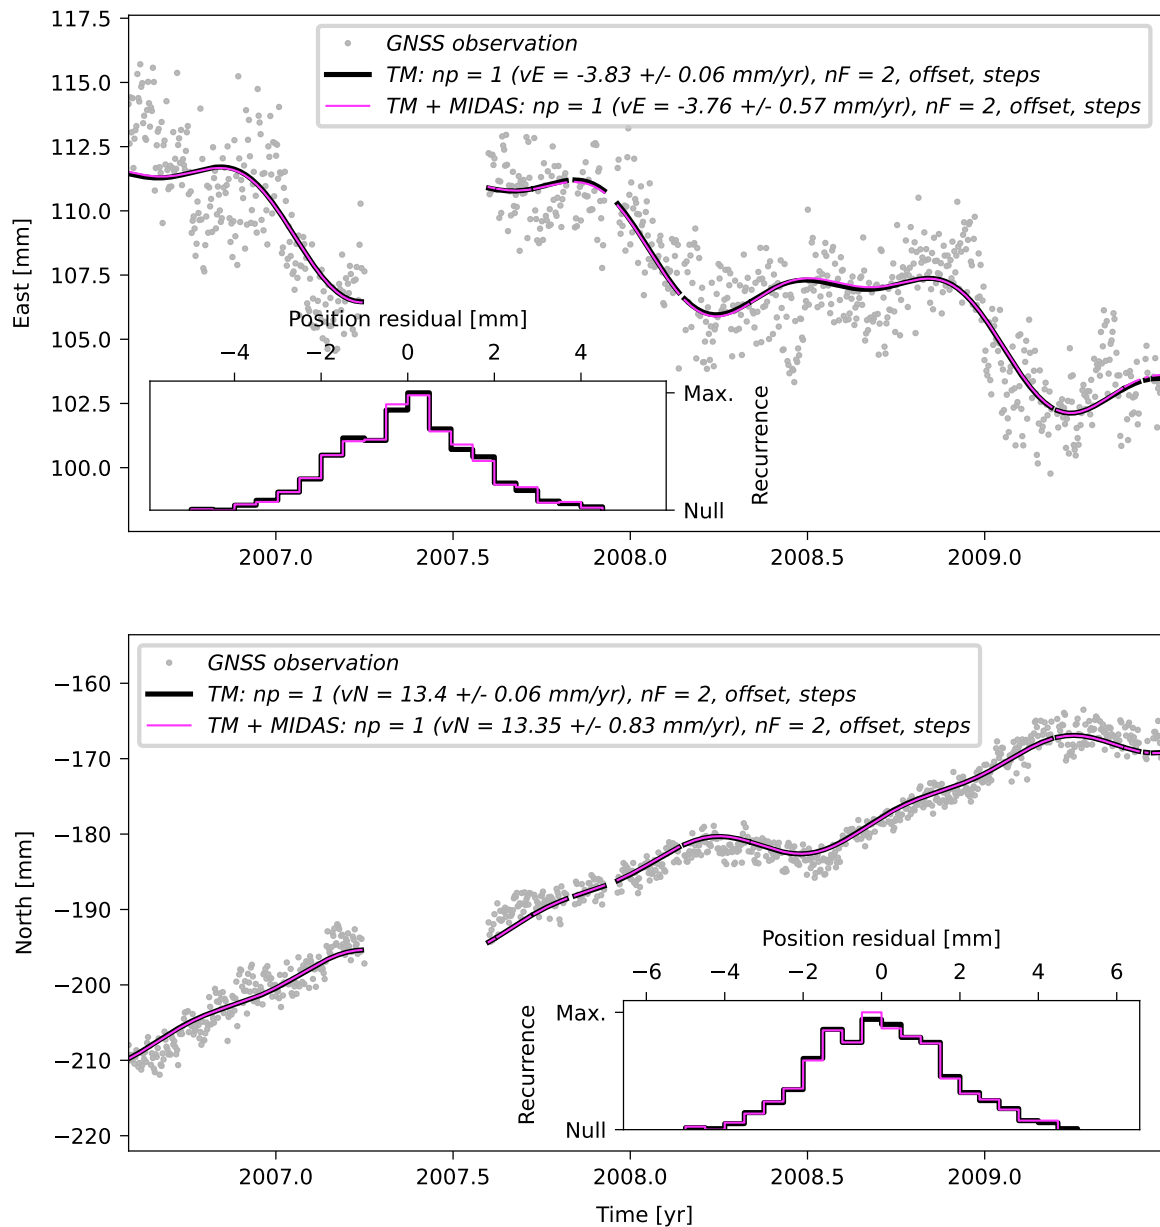 117.5
115.0
112.5
110.0
107.5
105.0
102.5
100.0
East [mm]
GNSS observation
TM: np = 1 (vE = -3.83 +/- 0.06 mm/yr), nF = 2, offset, steps
TM + MIDAS: np = 1 (vE = -3.76 +/- 0.57 mm/yr), nF = 2, offset, steps
Position residual [mm]
−4 −2 0 2 4
Max.
Null
Recurrence
2007.0 2007.5 2008.0 2008.5 2009.0
−160
−170
−180
−190
−200
−210
−220
North [mm]
GNSS observation
TM: np = 1 (vN = 13.4 +/- 0.06 mm/yr), nF = 2, offset, steps
TM + MIDAS: np = 1 (vN = 13.35 +/- 0.83 mm/yr), nF = 2, offset, steps
Position residual [mm]
−6 −4 −2 0 2 4 6
Max.
Null
Recurrence
2007.0 2007.5 2008.0 2008.5 2009.0
Time [yr]